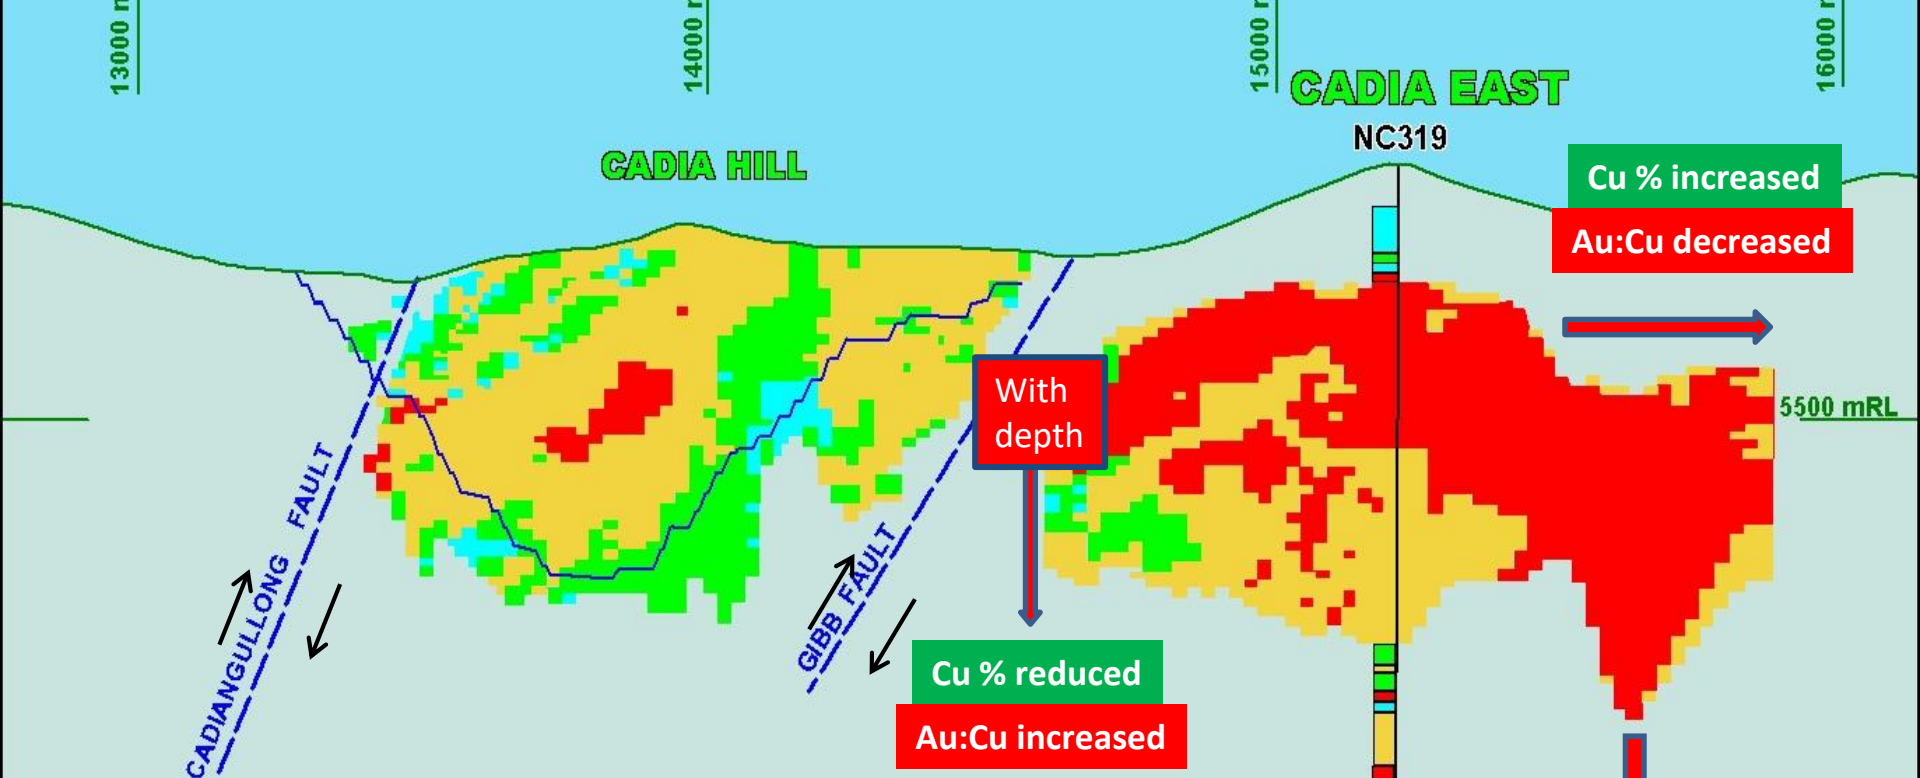 13000 m
14000 m
15000 m
16000 m
CADIA EAST
NC319
CADIA HILL
Cu % increased
Au:Cu decreased
With
depth
5500 mRL
CADIANGULLONG FAULT
GIBB FAULT
Cu % reduced
Au:Cu increased